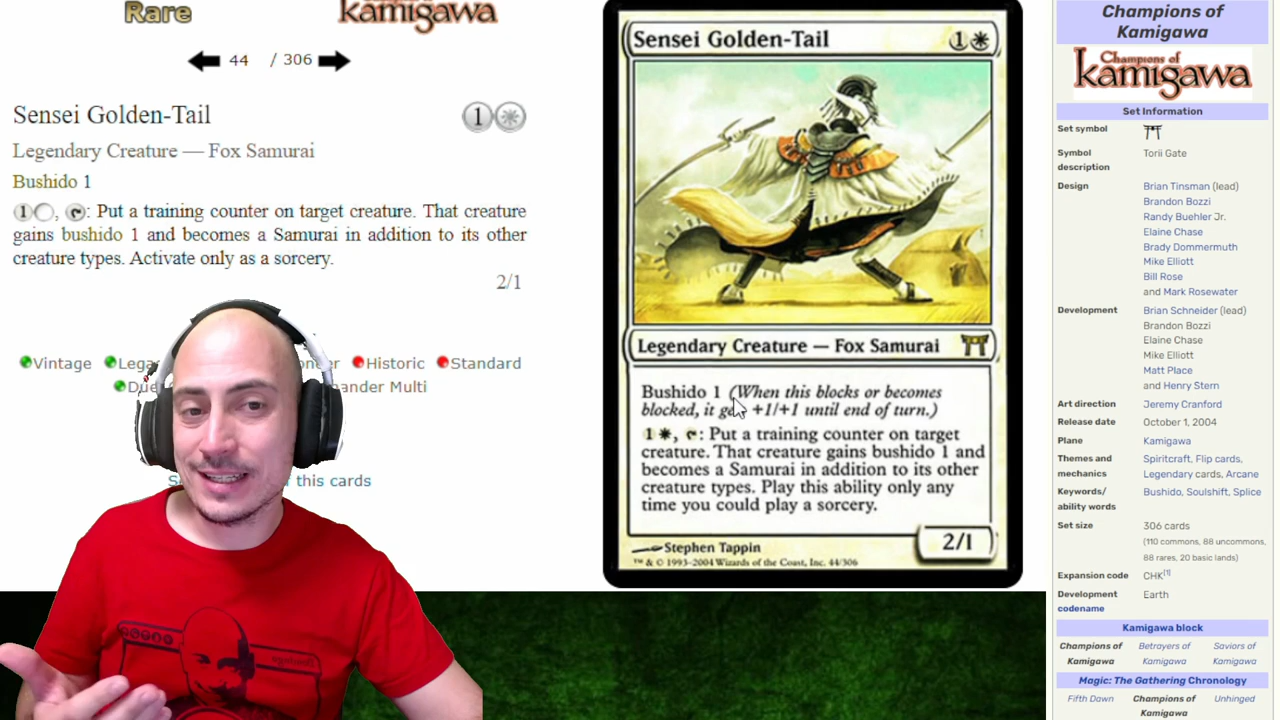 Rare
kamigawa
44 / 306
Sensei Golden-Tail
1
Legendary Creature — Fox Samurai
Bushido 1
1 , : Put a training counter on target creature. That creature
gains bushido 1 and becomes a Samurai in addition to its other
creature types. Activate only as a sorcery.
2/1
Vintage
Historic Standard
mander Multi
this cards
Sensei Golden-Tail 1
Legendary Creature — Fox Samurai
Bushido 1 (When this blocks or becomes
blocked, it +1/+1 until end of turn.)
1 , : Put a training counter on target
creature. That creature gains bushido 1 and
becomes a Samurai in addition to its other
creature types. Play this ability only any
time you could play a sorcery.
2/1
Stephen Tappin
™ & © 1993–2004 Wizards of the Coast, Inc. 44/306
Champions of
Kamigawa
Champions of
kamigawa
Set Information
Set symbol
Symbol Torii Gate
description
Design Brian Tinsman (lead)
Brandon Bozzi
Randy Buehler Jr.
Elaine Chase
Brady Dommermuth
Mike Elliott
Bill Rose
and Mark Rosewater
Development Brian Schneider (lead)
Brandon Bozzi
Elaine Chase
Mike Elliott
Matt Place
and Henry Stern
Art direction Jeremy Cranford
Release date October 1, 2004
Plane Kamigawa
Themes and Spiritcraft, Flip cards,
mechanics Legendary cards, Arcane
Keywords/ Bushido, Soulshift, Splice
ability words
Set size 306 cards
(110 commons, 88 uncommons,
88 rares, 20 basic lands)
Expansion code CHK[1]
Development Earth
codename
Kamigawa block
Champions of Betrayers of Saviors of
Kamigawa Kamigawa Kamigawa
Magic: The Gathering Chronology
Fifth Dawn Champions of Unhinged
Kamigawa